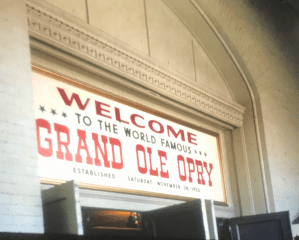 WELCOME
TO THE WORLD FAMOUS
GRAND OLE OPRY
ESTABLISHED SATURDAY, NOVEMBER 28, 1925